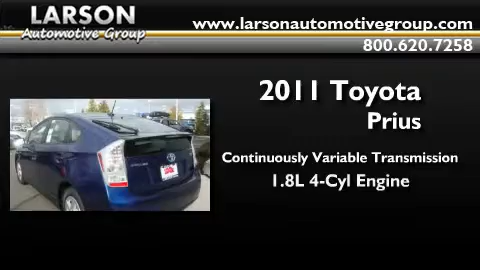 LARSON
Automotive Group
www.larsonautomotivegroup.com
800.620.7258
2011 Toyota
Prius
Continuously Variable Transmission
1.8L 4-Cyl Engine